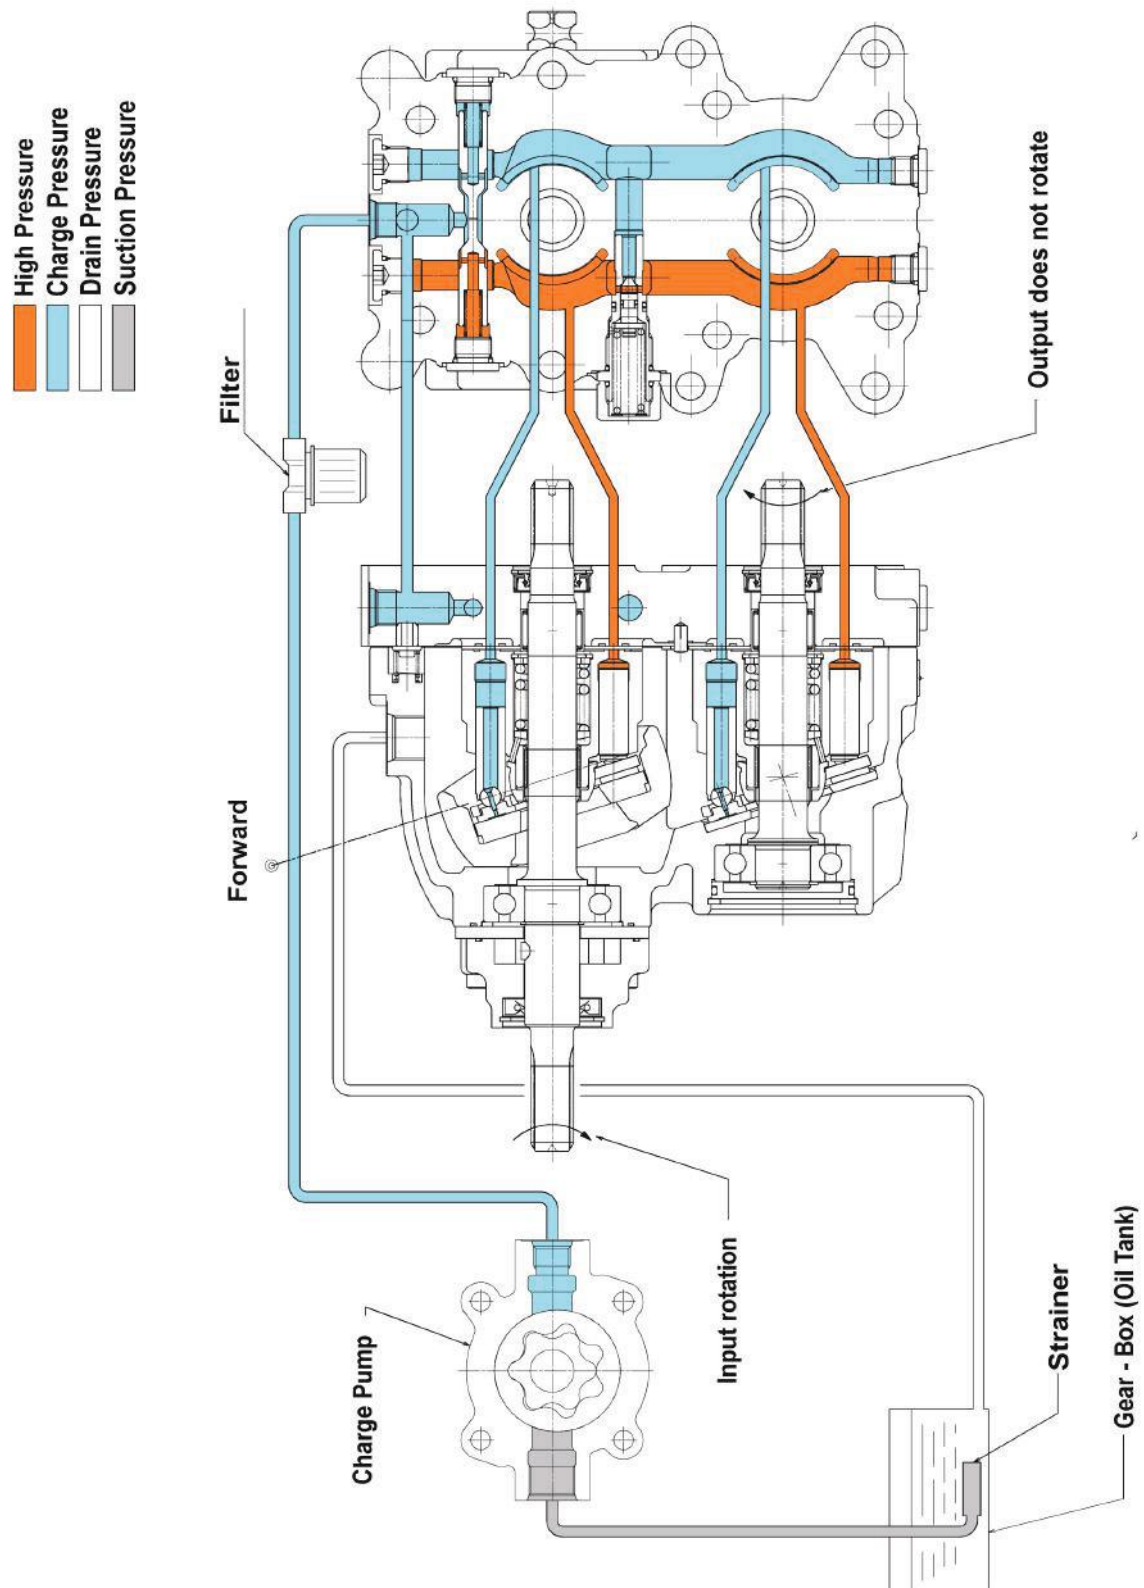 High Pressure
Charge Pressure
Drain Pressure
Suction Pressure
Filter
Forward
Output does not rotate
Charge Pump
Input rotation
Strainer
Gear - Box (Oil Tank)